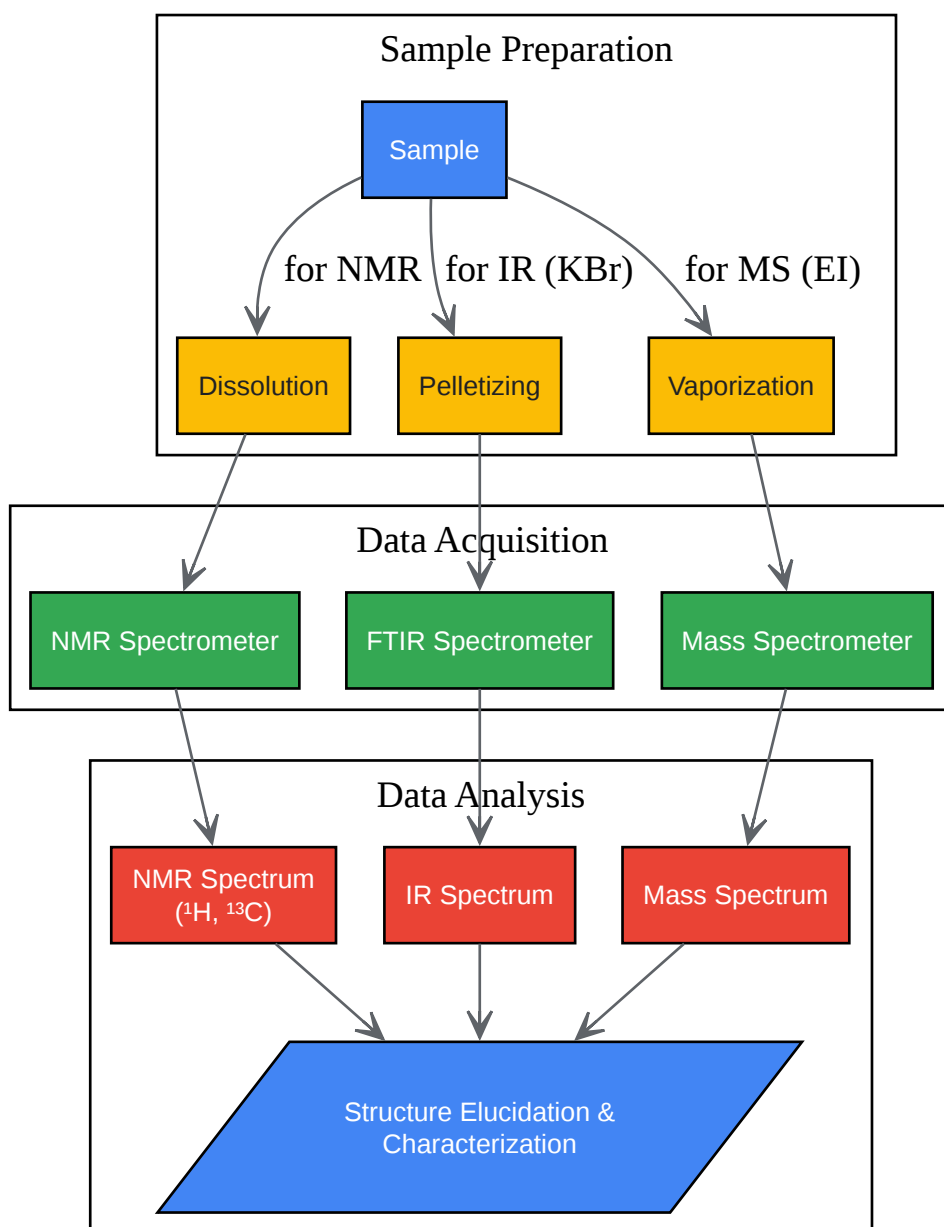 Sample Preparation
Sample
for NMR
for IR (KBr)
for MS (EI)
Dissolution
Pelletizing
Vaporization
Data Acquisition
NMR Spectrometer
FTIR Spectrometer
Mass Spectrometer
Data Analysis
NMR Spectrum
(¹H, ¹³C)
IR Spectrum
Mass Spectrum
Structure Elucidation &
Characterization